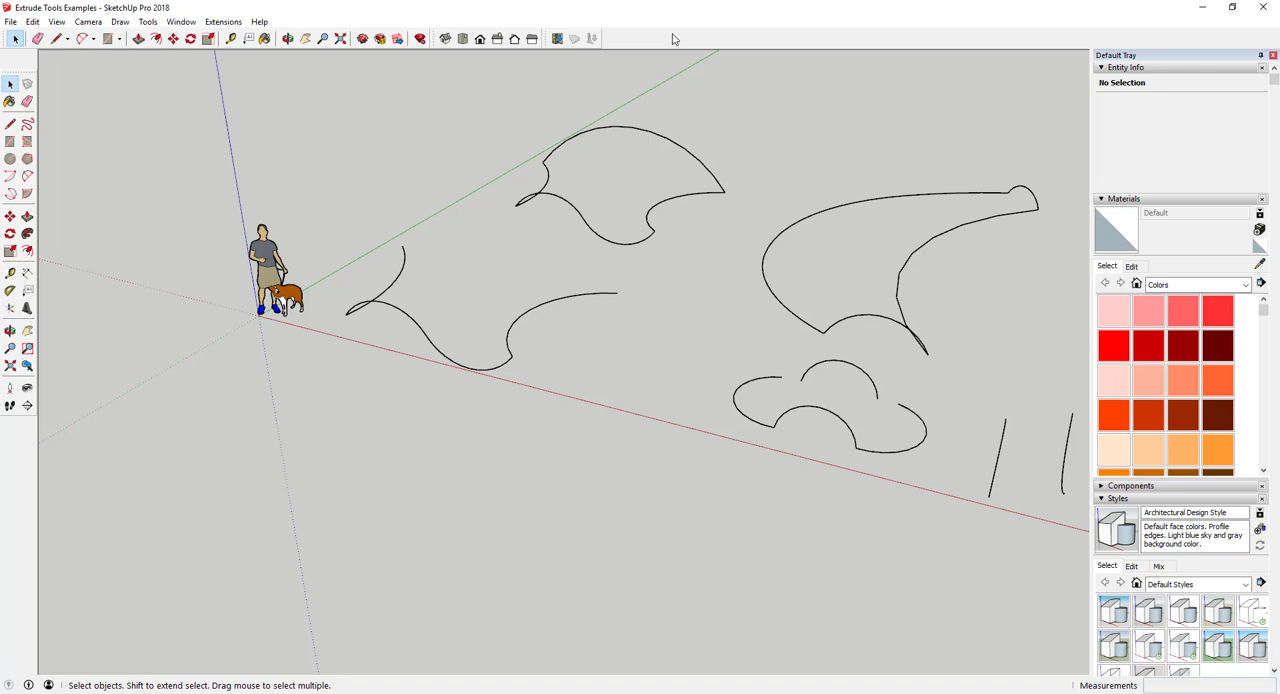 Extrude Tools Examples - SketchUp Pro 2018
File Edit View Camera Draw Tools Window Extensions Help
Default Tray
Entity Info
No Selection
Materials
Default
Select Edit
Colors
Components
Styles
Architectural Design Style
Default face colors. Profile
edges. Light blue sky and gray
background color.
Select Edit Mix
Default Styles
Select objects. Shift to extend select. Drag mouse to select multiple.
Measurements